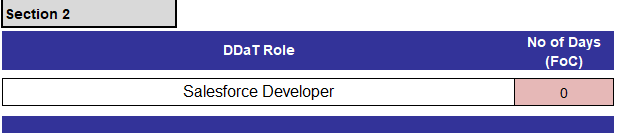 Section 2
DDaT Role
No of Days
(FoC)
Salesforce Developer
0